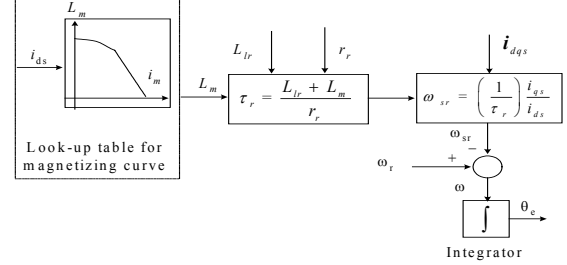 L_m
i_ds
i_m
Look-up table for
magnetizing curve
L_m
L_lr
r_r
τ_r = (L_lr + L_m) / r_r
i_dqs
ω_sr = (1 / τ_r) i_qs / i_ds
ω_sr
−
ω_r
+
ω
∫
θ_e
Integrator